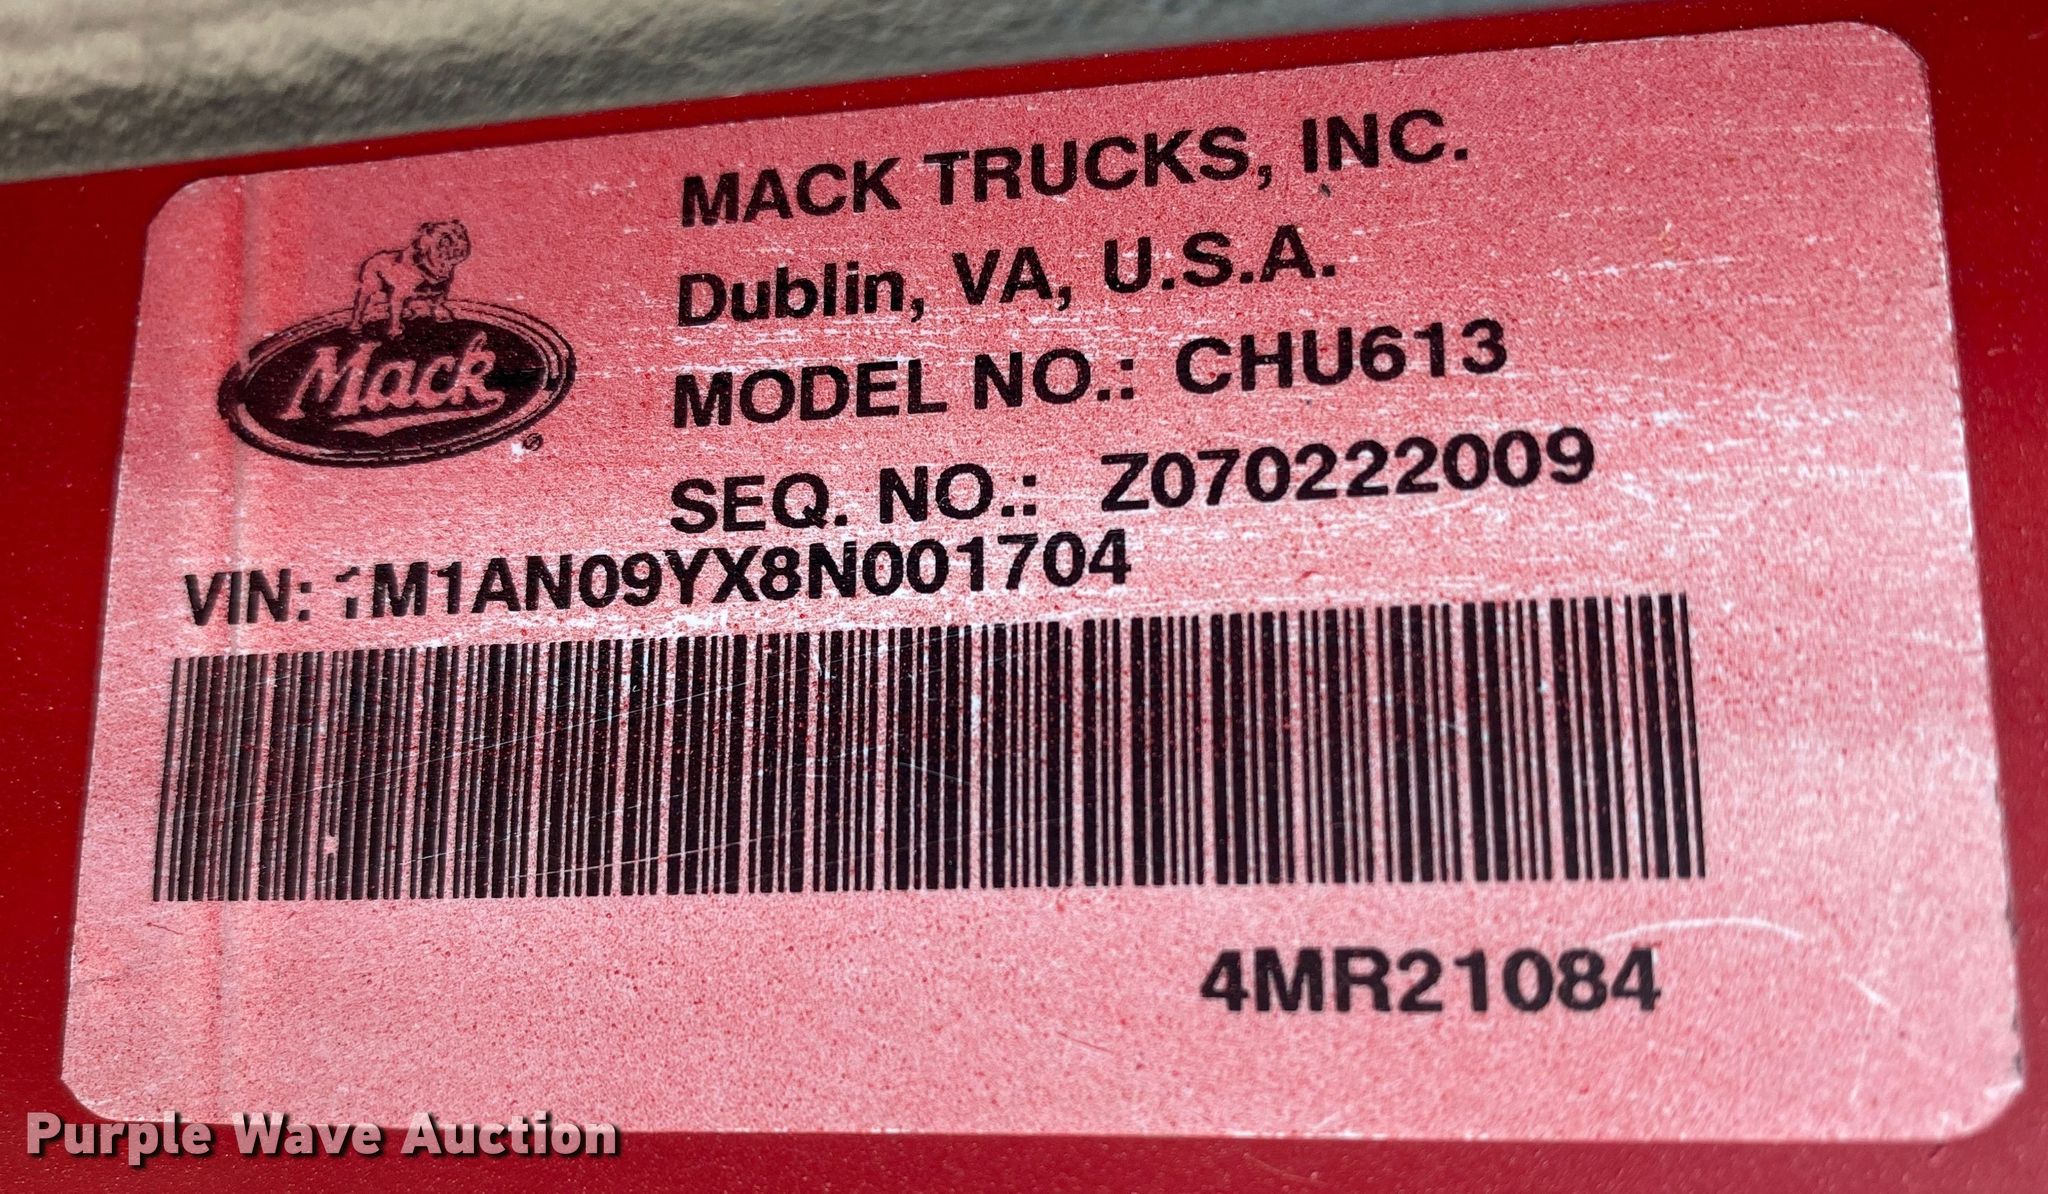 MACK TRUCKS, INC.
Dublin, VA, U.S.A.
Mack ®
MODEL NO.: CHU613
SEQ. NO.: Z070222009
VIN: 1M1AN09YX8N001704
4MR21084
Purple Wave Auction